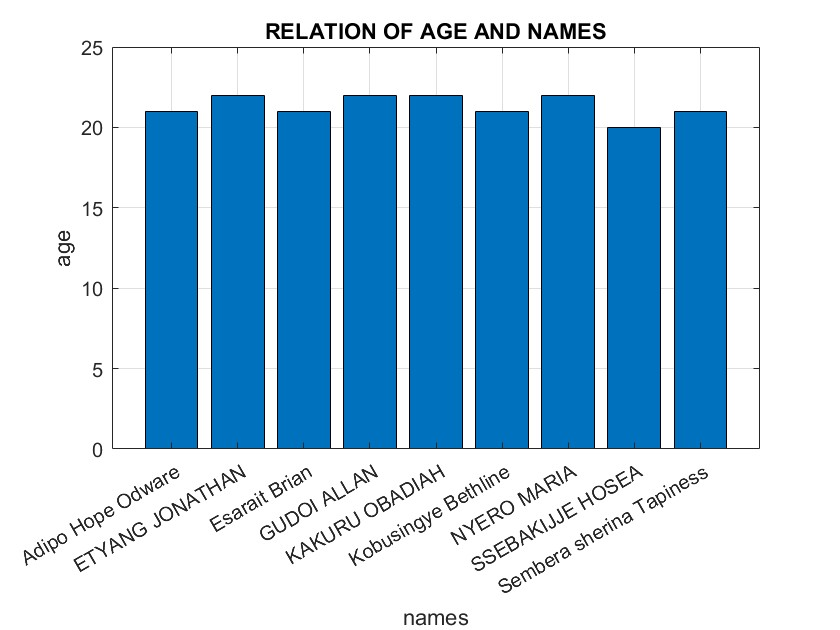 RELATION OF AGE AND NAMES
25
20
15
10
5
0
age
Adipo Hope Odware
ETYANG JONATHAN
Esarait Brian
GUDOI ALLAN
KAKURU OBADIAH
Kobusingye Bethline
NYERO MARIA
SSEBAKIJJE HOSEA
Sembera sherina Tapiness
names